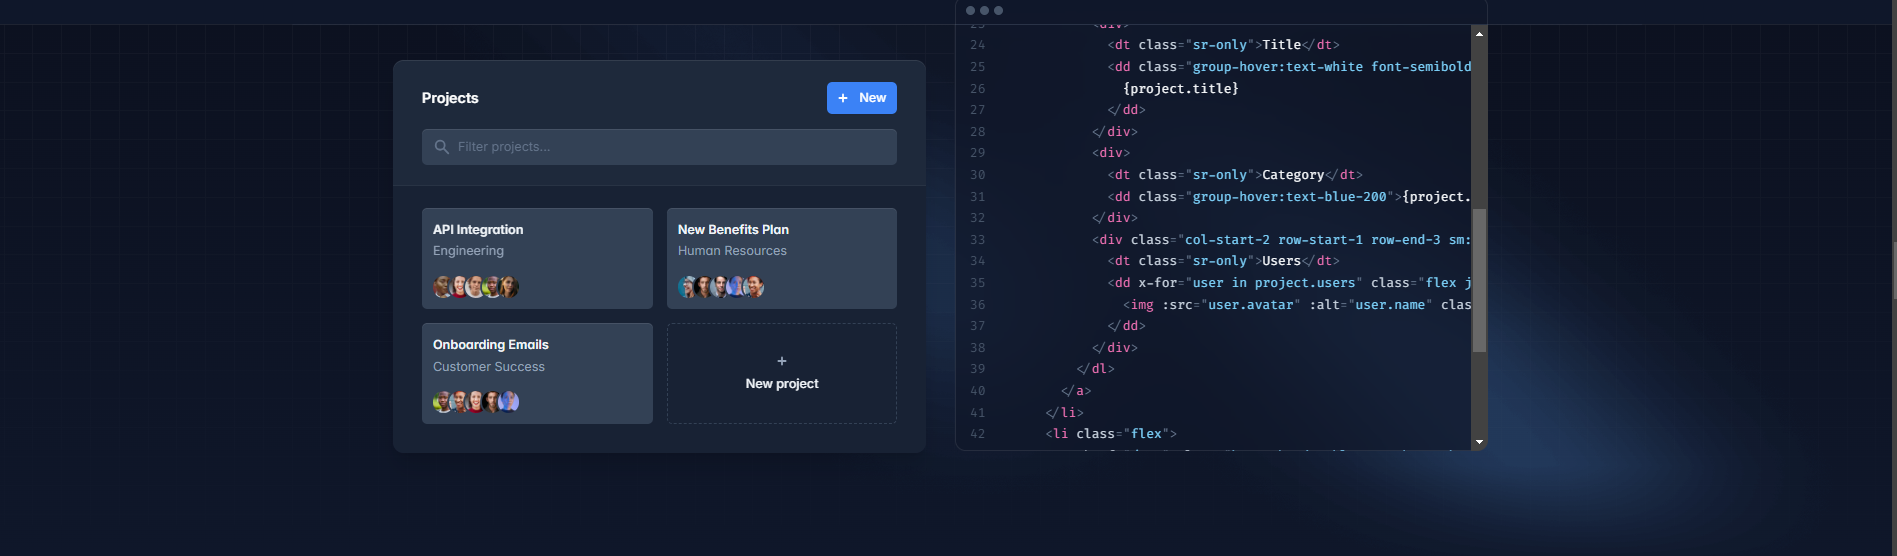 Projects
+ New
Filter projects...
API Integration
Engineering
New Benefits Plan
Human Resources
Onboarding Emails
Customer Success
+
New project
24 <dt class="sr-only">Title</dt>
25 <dd class="group-hover:text-white font-semibold
26 {project.title}
27 </dd>
28 </div>
29 <div>
30 <dt class="sr-only">Category</dt>
31 <dd class="group-hover:text-blue-200">{project.
32 </div>
33 <div class="col-start-2 row-start-1 row-end-3 sm:
34 <dt class="sr-only">Users</dt>
35 <dd x-for="user in project.users" class="flex j
36 <img :src="user.avatar" :alt="user.name" clas
37 </dd>
38 </div>
39 </dl>
40 </a>
41 </li>
42 <li class="flex">